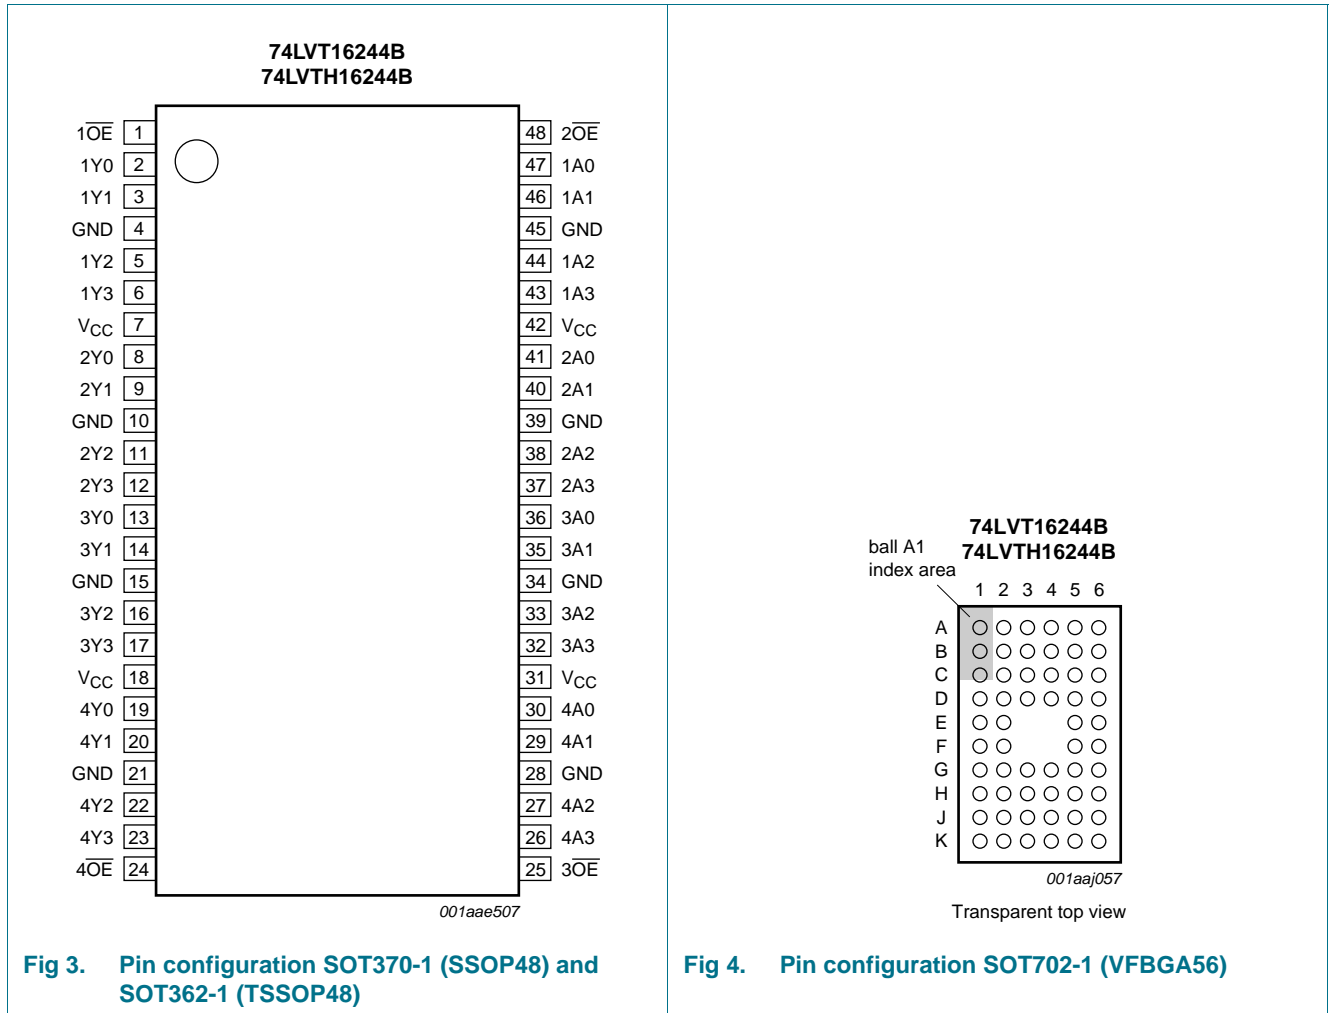 74LVT16244B
74LVTH16244B
1O̅E̅ 1 48 2O̅E̅
1Y0 2 47 1A0
1Y1 3 46 1A1
GND 4 45 GND
1Y2 5 44 1A2
1Y3 6 43 1A3
VCC 7 42 VCC
2Y0 8 41 2A0
2Y1 9 40 2A1
GND 10 39 GND
2Y2 11 38 2A2
2Y3 12 37 2A3
3Y0 13 36 3A0
3Y1 14 35 3A1
GND 15 34 GND
3Y2 16 33 3A2
3Y3 17 32 3A3
VCC 18 31 VCC
4Y0 19 30 4A0
4Y1 20 29 4A1
GND 21 28 GND
4Y2 22 27 4A2
4Y3 23 26 4A3
4O̅E̅ 24 25 3O̅E̅
001aae507
Fig 3. Pin configuration SOT370-1 (SSOP48) and
SOT362-1 (TSSOP48)
74LVT16244B
74LVTH16244B
ball A1
index area
1 2 3 4 5 6
A
B
C
D
E
F
G
H
J
K
001aaj057
Transparent top view
Fig 4. Pin configuration SOT702-1 (VFBGA56)